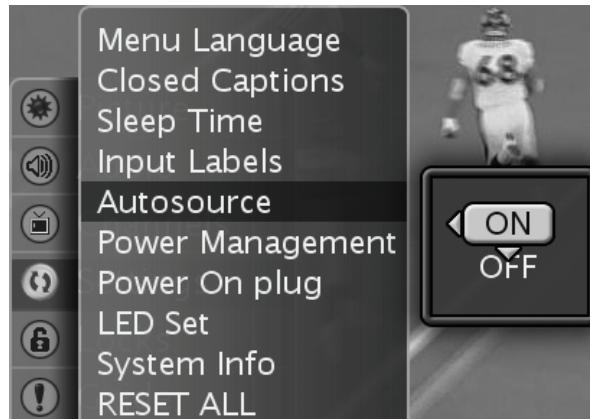 Menu Language
Closed Captions
Sleep Time
Input Labels
Autosource
Power Management
Power On plug
LED Set
System Info
RESET ALL
ON
OFF
68